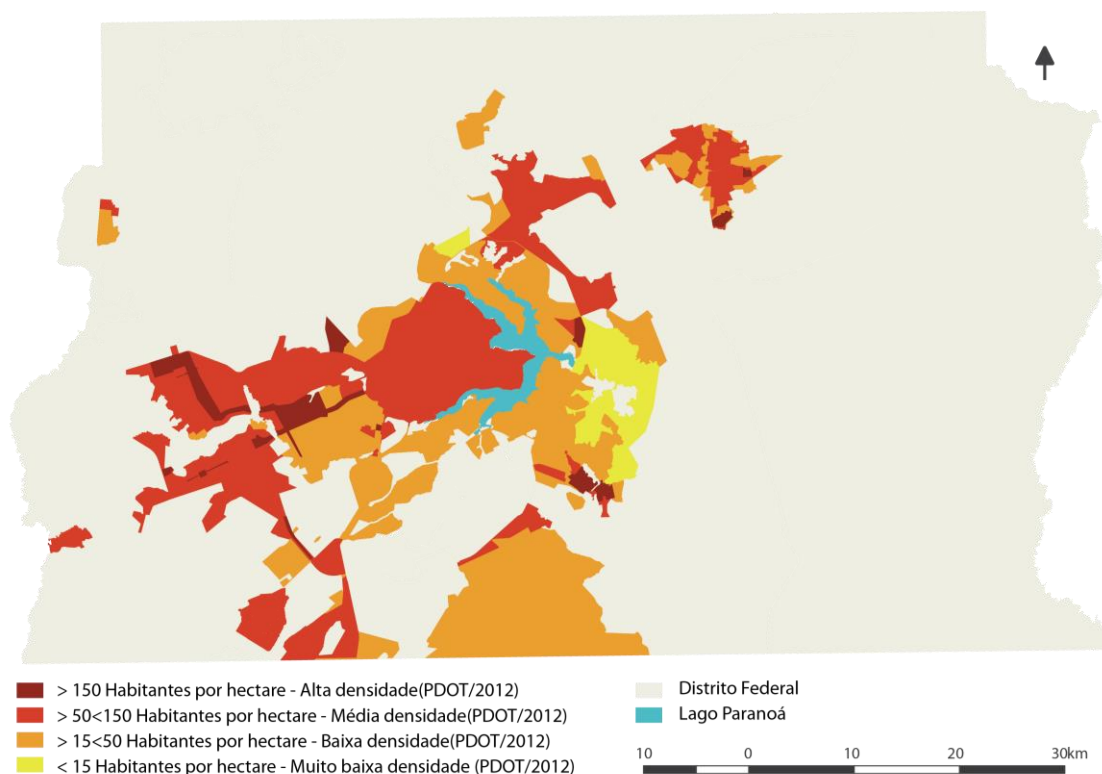 > 150 Habitantes por hectare - Alta densidade(PDOT/2012)
> 50<150 Habitantes por hectare - Média densidade(PDOT/2012)
> 15<50 Habitantes por hectare - Baixa densidade(PDOT/2012)
< 15 Habitantes por hectare - Muito baixa densidade (PDOT/2012)
Distrito Federal
Lago Paranoá
10 0 10 20 30km